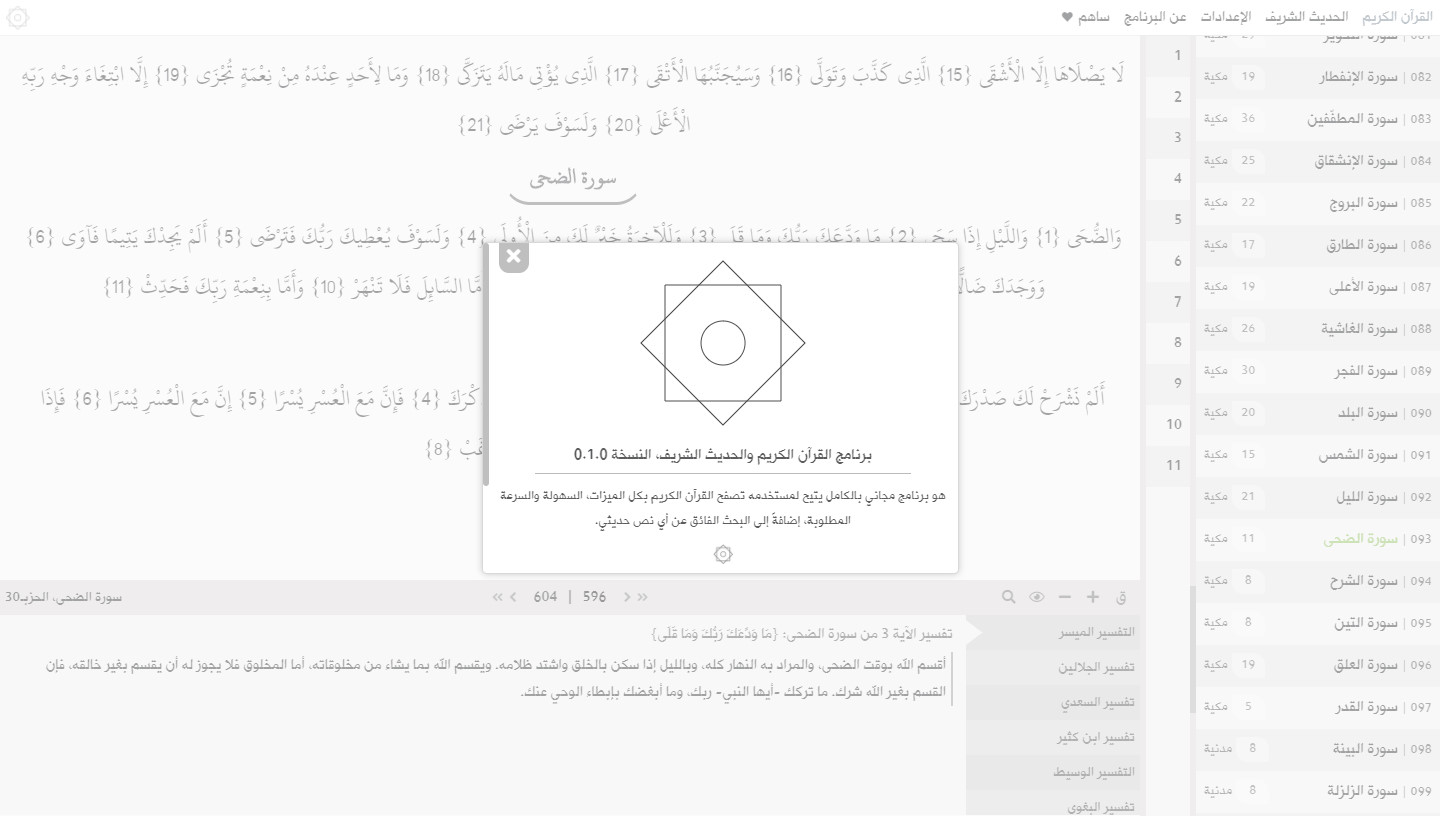 القرآن الكريم
الحديث الشريف
الإعدادات
عن البرنامج
ساهم
082 | سورة الإنفطار 19 مكية
083 | سورة المطفّفين 36 مكية
084 | سورة الإنشقاق 25 مكية
085 | سورة البروج 22 مكية
086 | سورة الطارق 17 مكية
087 | سورة الأعلى 19 مكية
088 | سورة الغاشية 26 مكية
089 | سورة الفجر 30 مكية
090 | سورة البلد 20 مكية
091 | سورة الشمس 15 مكية
092 | سورة الليل 21 مكية
093 | سورة الضحى 11 مكية
094 | سورة الشرح 8 مكية
095 | سورة التين 8 مكية
096 | سورة العلق 19 مكية
097 | سورة القدر 5 مكية
098 | سورة البينة 8 مدنية
099 | سورة الزلزلة 8 مدنية
1
2
3
4
5
6
7
8
9
10
11
لَا يَصْلَاهَا إِلَّا الْأَشْقَى {15} الَّذِى كَذَّبَ وَتَوَلَّى {16} وَسَيُجَنَّبُهَا الْأَتْقَى {17} الَّذِى يُؤْتِى مَالَهُ يَتَزَكَّى {18} وَمَا لِأَحَدٍ عِنْدَهُ مِنْ نِعْمَةٍ تُجْزَى {19} إِلَّا ابْتِغَاءَ وَجْهِ رَبِّهِ
الْأَعْلَى {20} وَلَسَوْفَ يَرْضَى {21}
سورة الضحى
وَالضُّحَى {1} وَاللَّيْلِ إِذَا سَجَى {2} مَا وَدَّعَكَ رَبُّكَ وَمَا قَلَى {3} وَلَلْآخِرَةُ خَيْرٌ لَكَ مِنَ الْأُولَى {4} وَلَسَوْفَ يُعْطِيكَ رَبُّكَ فَتَرْضَى {5} أَلَمْ يَجِدْكَ يَتِيمًا فَآوَى {6}
وَوَجَدَكَ السَّائِلَ فَلَا تَنْهَرْ {10} وَأَمَّا بِنِعْمَةِ رَبِّكَ فَحَدِّثْ {11}
أَلَمْ نَشْرَحْ لَكَ صَدْرَكَ {4} فَإِنَّ مَعَ الْعُسْرِ يُسْرًا {5} إِنَّ مَعَ الْعُسْرِ يُسْرًا {6} فَإِذَا
{8}
برنامج القرآن الكريم والحديث الشريف، النسخة 0.1.0
هو برنامج مجاني بالكامل يتيح لمستخدمه تصفح القرآن الكريم بكل الميزات، السهولة والسرعة
المطلوبة، إضافةً إلى البحث الفائق عن أي نص حديثي.
ق
596 | 604
سورة الضحى، الحزبـ30
التفسير الميسر
تفسير الجلالين
تفسير السعدي
تفسير ابن كثير
التفسير الوسيط
تفسير البغوي
تفسير الآية 3 من سورة الضحى: {مَا وَدَّعَكَ رَبُّكَ وَمَا قَلَى}
أقسم الله بوقت الضحى، والمراد به النهار كله، وبالليل إذا سكن بالخلق واشتد ظلامه. ويقسم الله بما يشاء من مخلوقاته، أما المخلوق فلا يجوز له أن يقسم بغير خالقه، فإن
القسم بغير الله شرك. ما تركك -أيها النبي- ربك، وما أبغضك بإبطاء الوحي عنك.